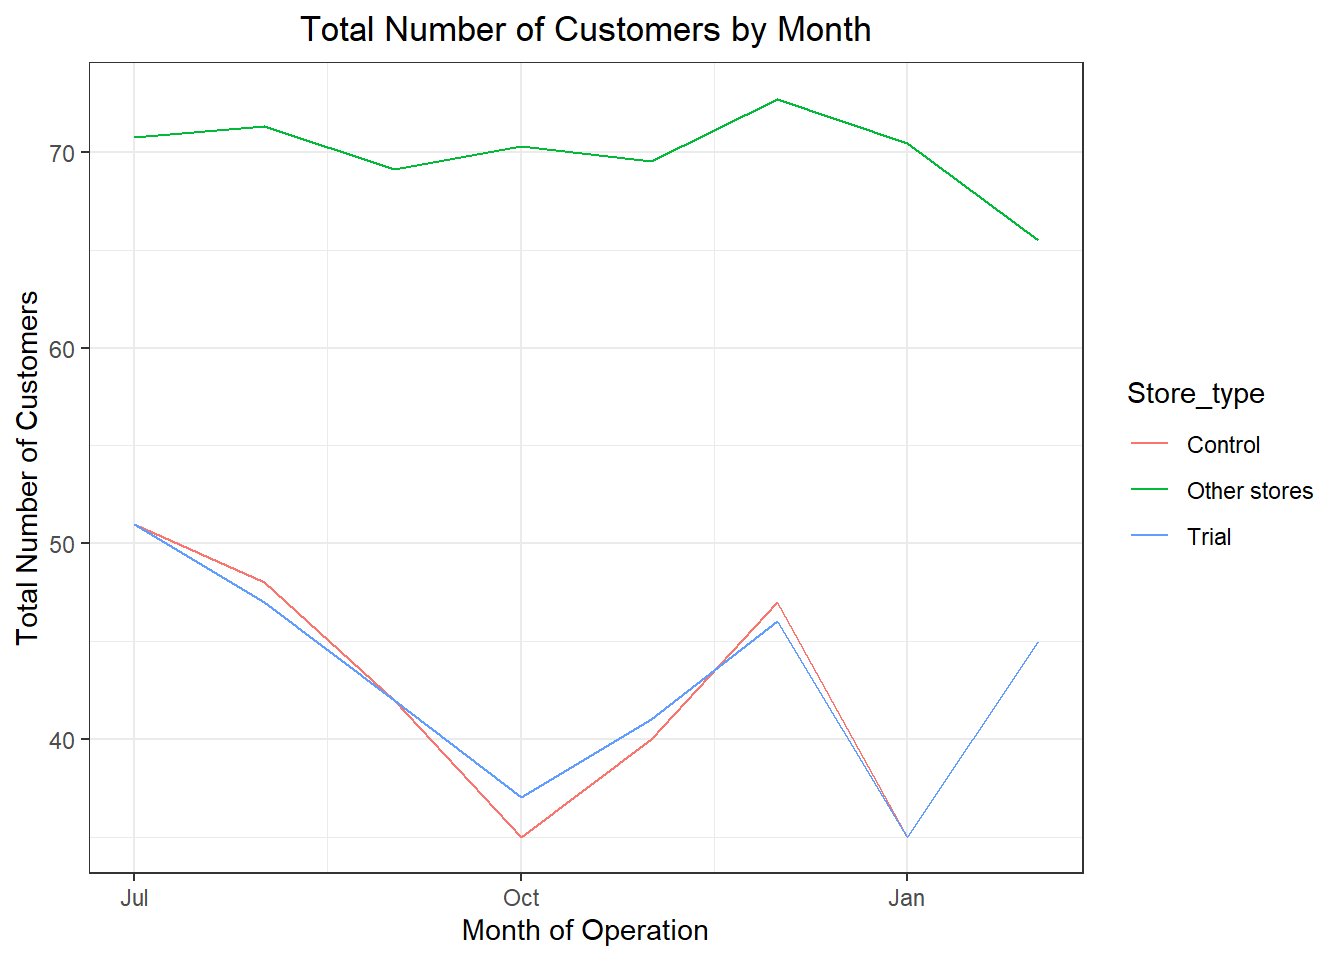 Total Number of Customers by Month
Total Number of Customers
70
60
50
40
Jul
Oct
Jan
Month of Operation
Store_type
Control
Other stores
Trial